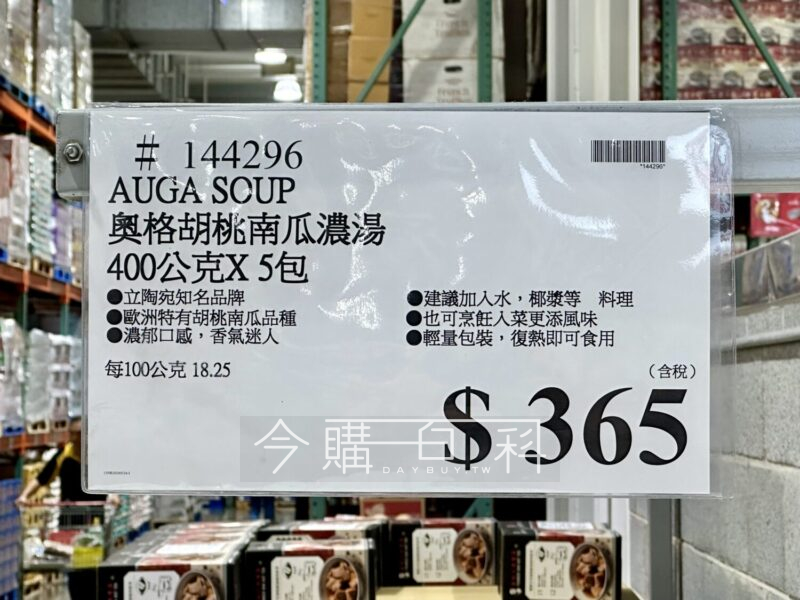 # 144296
*144296*
AUGA SOUP
奧格胡桃南瓜濃湯
400公克X 5包
●立陶宛知名品牌
●歐洲特有胡桃南瓜品種
●濃郁口感，香氣迷人
●建議加入水，椰漿等 料理
●也可烹飪入菜更添風味
●輕量包裝，復熱即可食用
每100公克 18.25
（含稅）
$ 365
今購百科
DAYBUY.TW